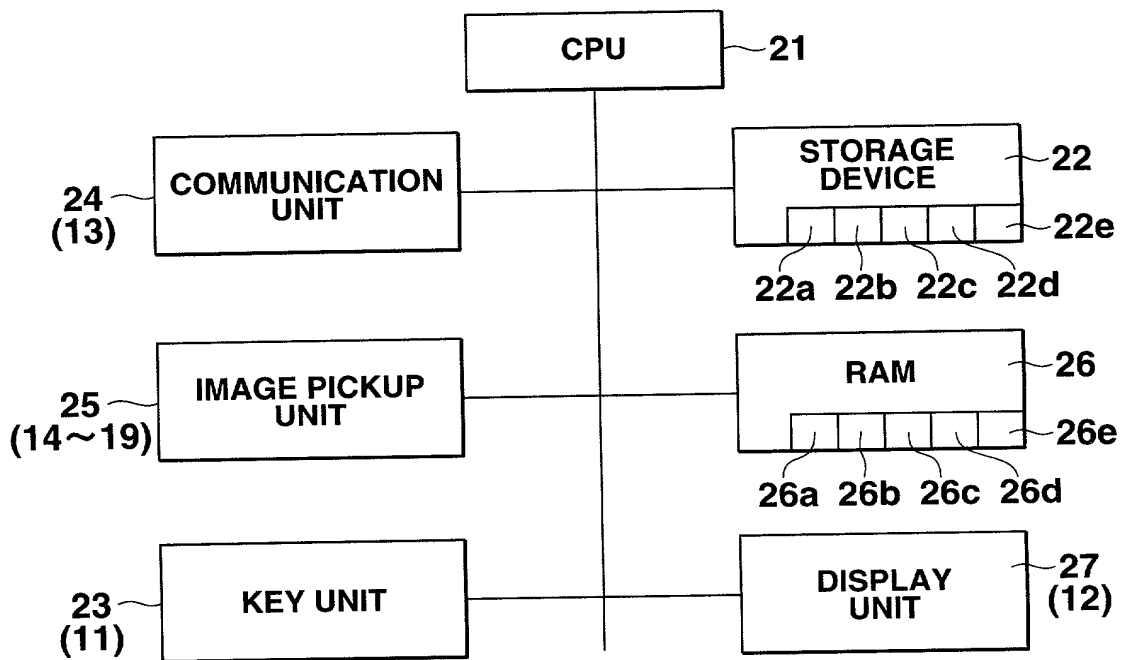 CPU
21
COMMUNICATION
UNIT
24
(13)
STORAGE
DEVICE
22
22e
22a 22b 22c 22d
IMAGE PICKUP
UNIT
25
(14～19)
RAM
26
26e
26a 26b 26c 26d
KEY UNIT
23
(11)
DISPLAY
UNIT
27
(12)